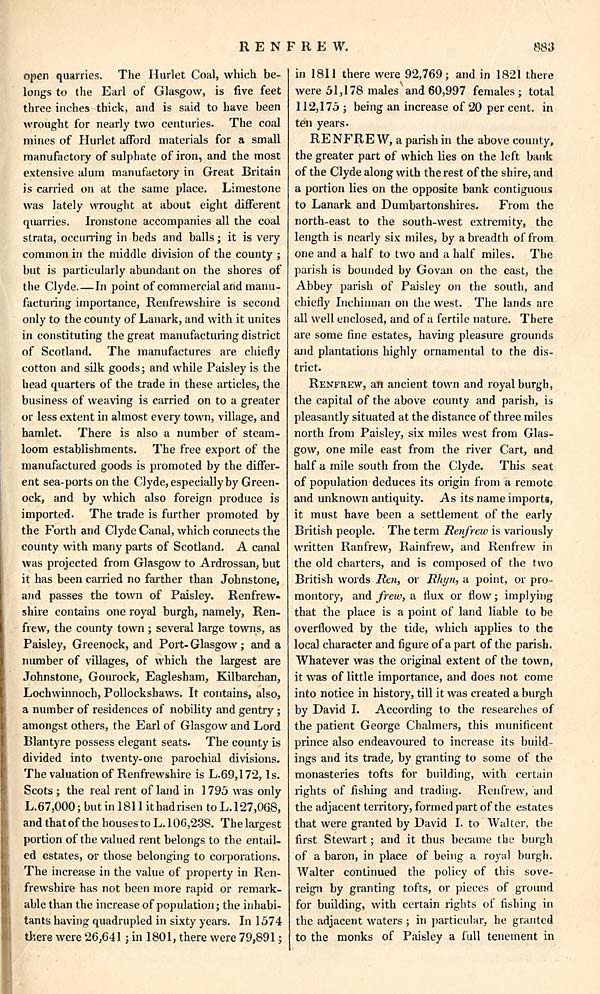 RENFREW.
883
open quarries. The Hurlet Coal, which be-
longs to the Earl of Glasgow, is five feet
three inches thick, and is said to have been
wrought for nearly two centuries. The coal
mines of Hurlet afford materials for a small
manufactory of sulphate of iron, and the most
extensive alum manufactory in Great Britain
is carried on at the same place. Limestone
was lately wrought at about eight different
quarries. Ironstone accompanies all the coal
strata, occurring in beds and balls; it is very
common in the middle division of the county;
but is particularly abundant on the shores of
the Clyde.—In point of commercial and manu-
facturing importance, Renfrewshire is second
only to the county of Lanark, and with it unites
in constituting the great manufacturing district
of Scotland. The manufactures are chiefly
cotton and silk goods; and while Paisley is the
head quarters of the trade in these articles, the
business of weaving is carried on to a greater
or less extent in almost every town, village, and
hamlet. There is also a number of steam-
loom establishments. The free export of the
manufactured goods is promoted by the differ-
ent sea-ports on the Clyde, especially by Green-
ock, and by which also foreign produce is
imported. The trade is further promoted by
the Forth and Clyde Canal, which connects the
county with many parts of Scotland. A canal
was projected from Glasgow to Ardrossan, but
it has been carried no farther than Johnstone,
and passes the town of Paisley. Renfrew-
shire contains one royal burgh, namely, Ren-
frew, the county town; several large towns, as
Paisley, Greenock, and Port-Glasgow; and a
number of villages, of which the largest are
Johnstone, Gourock, Eaglesham, Kilbarchan,
Lochwinnoch, Pollockshaws. It contains, also,
a number of residences of nobility and gentry;
amongst others, the Earl of Glasgow and Lord
Blantyre possess elegant seats. The county is
divided into twenty-one parochial divisions.
The valuation of Renfrewshire is L.69,172, 1s.
Scots; the real rent of land in 1795 was only
L.67,000; but in 1811 it had risen to L.127,068,
and that of the houses to L.106,238. The largest
portion of the valued rent belongs to the entail-
ed estates, or those belonging to corporations.
The increase in the value of property in Ren-
frewshire has not been more rapid or remark-
able than the increase of population; the inhabi-
tants having quadrupled in sixty years. In 1574
there were 26,641; in 1801, there were 79,891;
in 1811 there were 92,769; and in 1821 there
were 51,178 males and 60,997 females; total
112,175; being an increase of 20 per cent. in
ten years.
RENFREW, a parish in the above county,
the greater part of which lies on the left bank
of the Clyde along with the rest of the shire, and
a portion lies on the opposite bank contiguous
to Lanark and Dumbartonshires. From the
north-east to the south-west extremity, the
length is nearly six miles, by a breadth of from
one and a half to two and a half miles. The
parish is bounded by Govan on the east, the
Abbey parish of Paisley on the south, and
chiefly Inchinnan on the west. The lands are
all well enclosed, and of a fertile nature. There
are some fine estates, having pleasure grounds
and plantations highly ornamental to the dis-
trict.
RENFREW, an ancient town and royal burgh,
the capital of the above county and parish, is
pleasantly situated at the distance of three miles
north from Paisley, six miles west from Glas-
gow, one mile east from the river Cart, and
half a mile south from the Clyde. This seat
of population deduces its origin from a remote
and unknown antiquity. As its name imports,
it must have been a settlement of the early
British people. The term Renfrew is variously
written Ranfrew, Rainfrew, and Renfrew in
the old charters, and is composed of the two
British words Ren, or Rhyn, a point, or pro-
montory, and frew, a flux or flow; implying
that the place is a point of land liable to be
overflowed by the tide, which applies to the
local character and figure of a part of the parish.
Whatever was the original extent of the town,
it was of little importance, and does not come
into notice in history, till it was created a burgh
by David I. According to the researches of
the patient George Chalmers, this munificent
prince also endeavoured to increase its build-
ings and its trade, by granting to some of the
monasteries tofts for building, with certain
rights of fishing and trading. Renfrew, and
the adjacent territory, formed part of the estates
that were granted by David I. to Walter, the
first Stewart; and it thus became the burgh
of a baron, in place of being a royal burgh.
Walter continued the policy of this sove-
reign by granting tofts, or pieces of ground
for building, with certain rights of fishing in
the adjacent waters; in particular, he granted
to the monks of Paisley a full tenement in